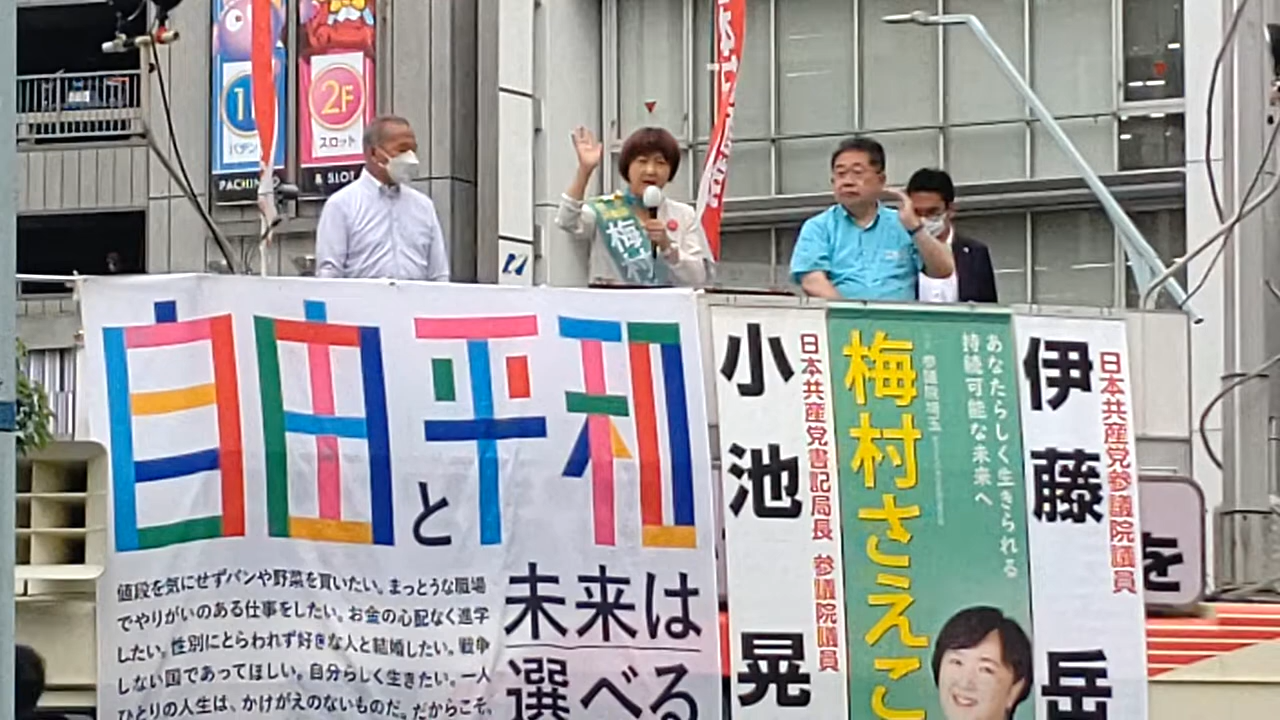 1
パチン
PACHIN
2F
スロット
& SLOT
梅村
自由と平和
値段を気にせずパンや野菜を買いたい。まっとうな職場
でやりがいのある仕事をしたい。お金の心配なく進学
したい。性別にとらわれず好きな人と結婚したい。戦争
しない国であってほしい。自分らしく生きたい。一人
ひとりの人生は、かけがえのないものだ。だからこそ、
未来は
選べる
小池 晃
日本共産党書記局長 参議院議員
梅村さえこ
参議院埼玉
あなたらしく生きられる
持続可能な未来へ
伊藤 岳
日本共産党参議院議員
を